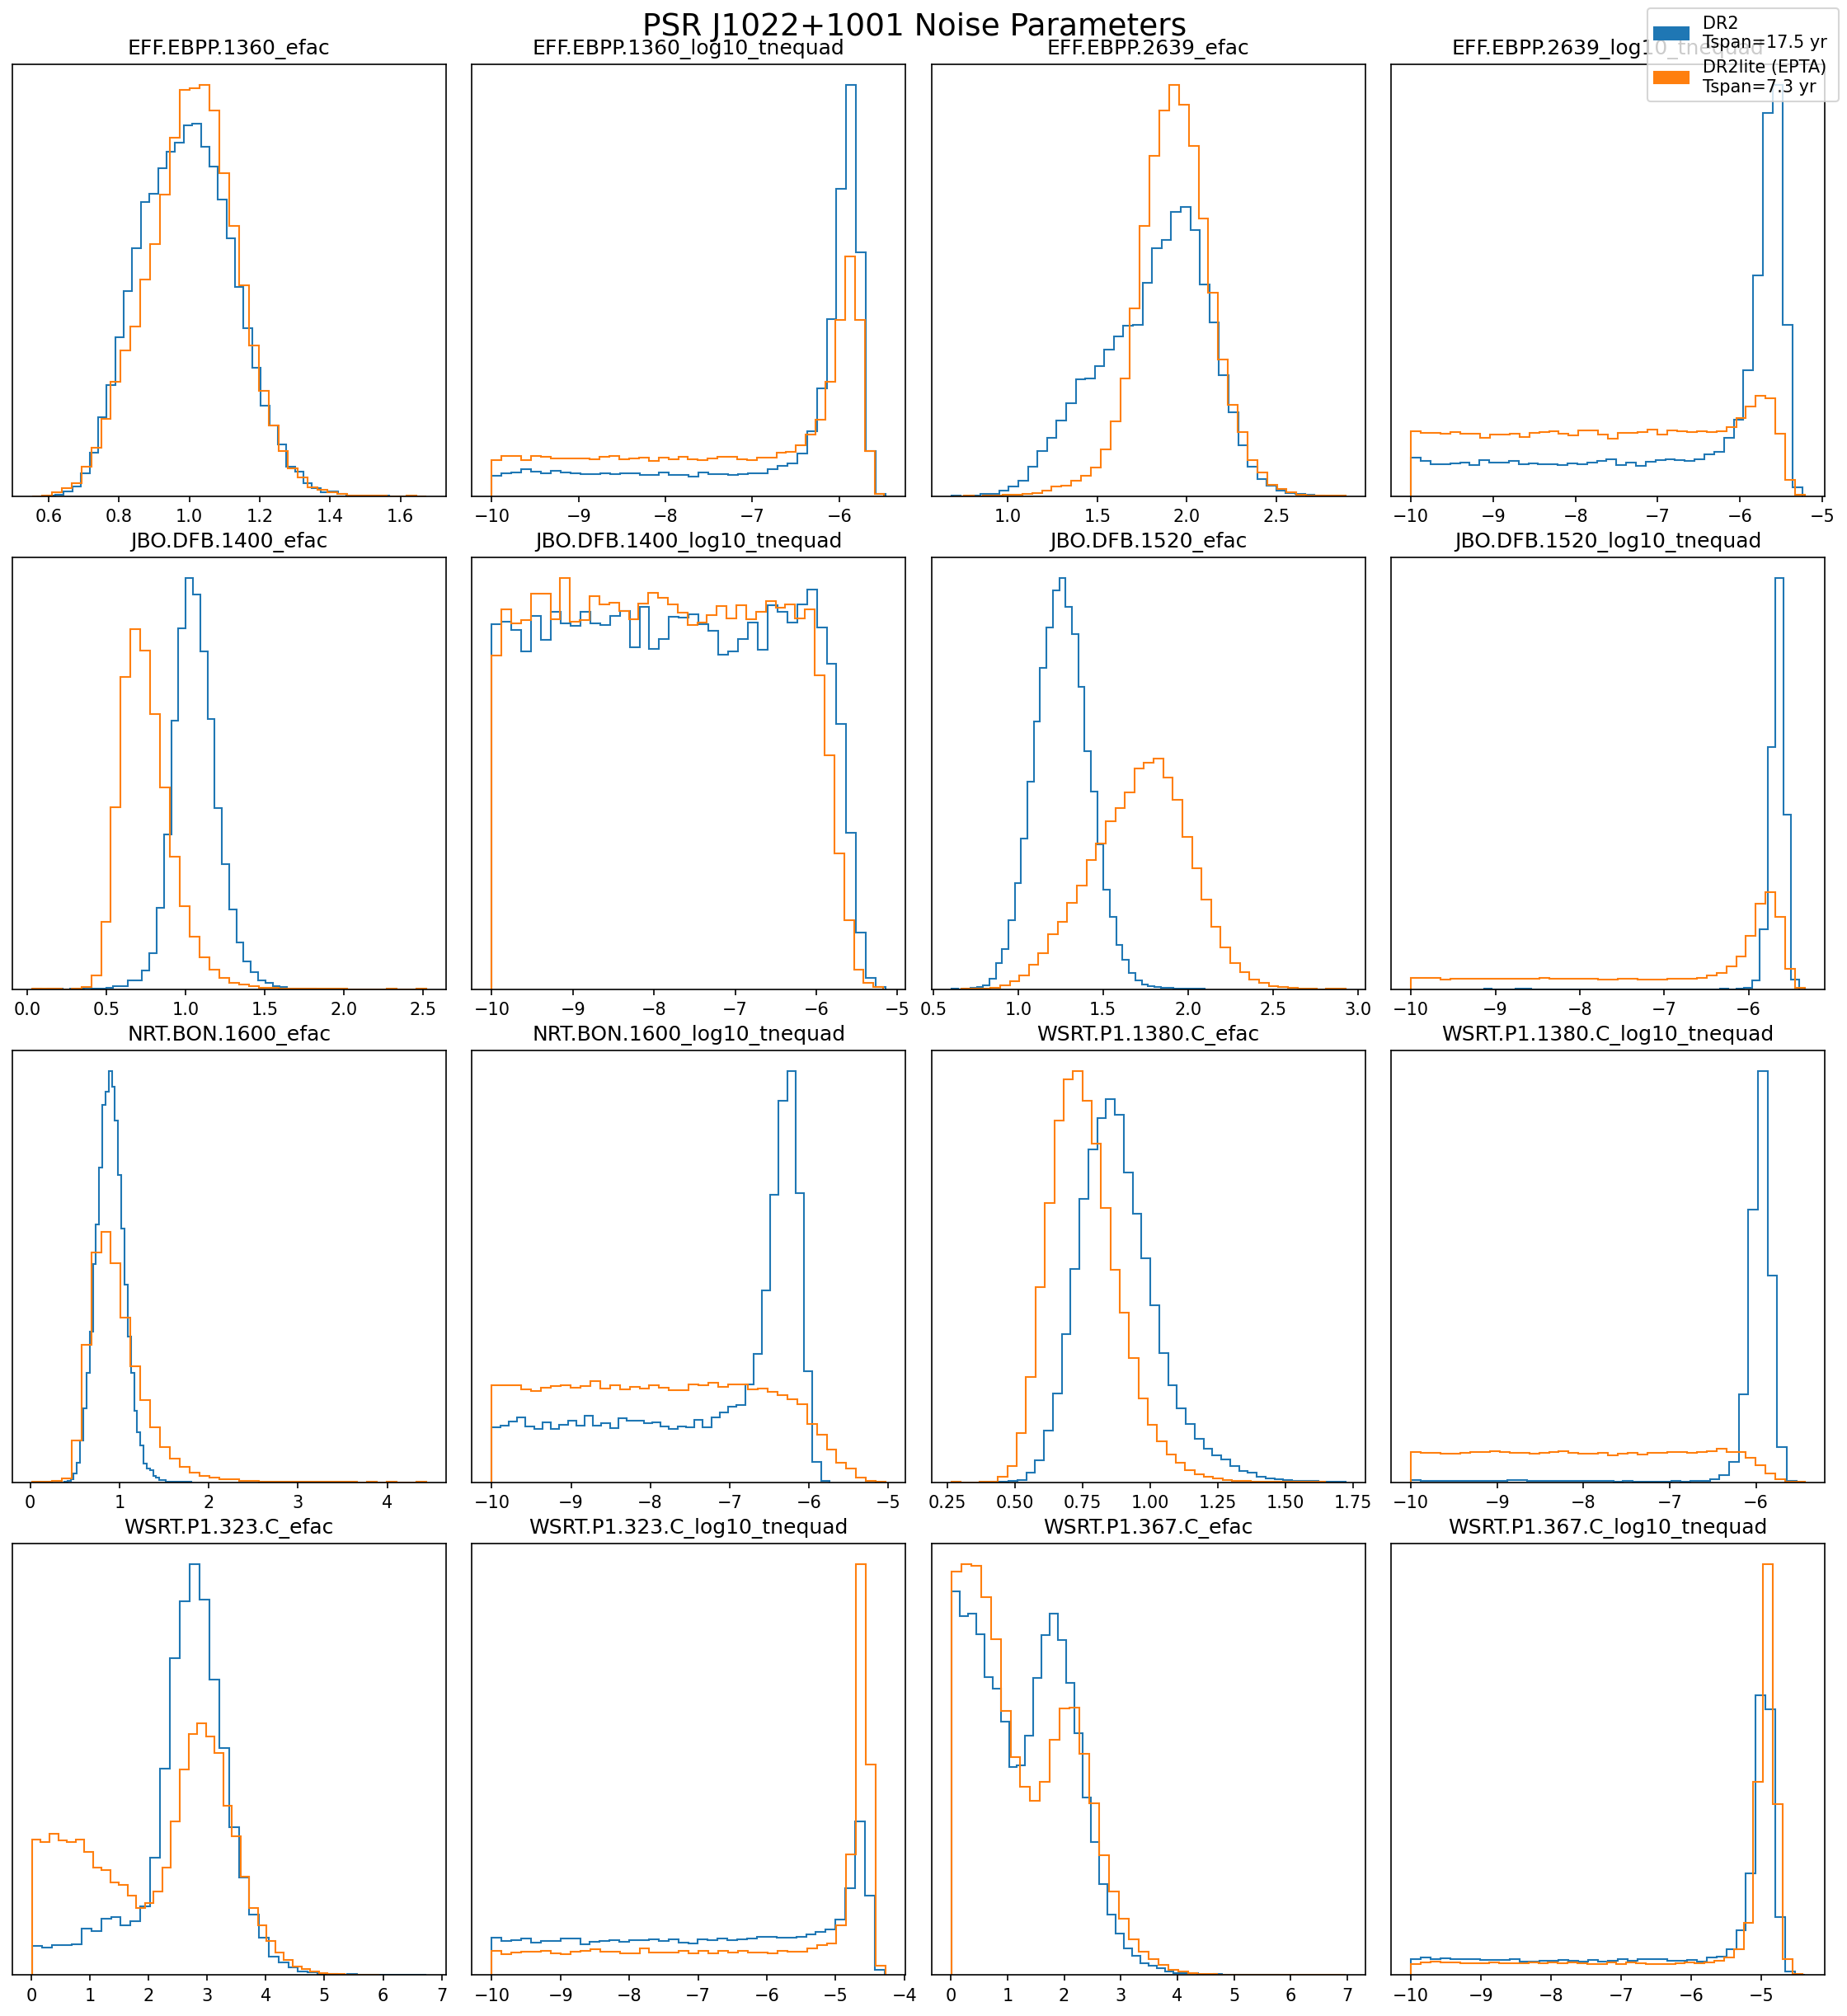 PSR J1022+1001 Noise Parameters
DR2
Tspan=17.5 yr
DR2lite (EPTA)
Tspan=7.3 yr
EFF.EBPP.1360_efac
EFF.EBPP.1360_log10_tnequad
EFF.EBPP.2639_efac
EFF.EBPP.2639_log10_tnequad
0.6 0.8 1.0 1.2 1.4 1.6
−10 −9 −8 −7 −6
1.0 1.5 2.0 2.5
−10 −9 −8 −7 −6 −5
JBO.DFB.1400_efac
JBO.DFB.1400_log10_tnequad
JBO.DFB.1520_efac
JBO.DFB.1520_log10_tnequad
0.0 0.5 1.0 1.5 2.0 2.5
−10 −9 −8 −7 −6 −5
0.5 1.0 1.5 2.0 2.5 3.0
−10 −9 −8 −7 −6
NRT.BON.1600_efac
NRT.BON.1600_log10_tnequad
WSRT.P1.1380.C_efac
WSRT.P1.1380.C_log10_tnequad
0 1 2 3 4
−10 −9 −8 −7 −6 −5
0.25 0.50 0.75 1.00 1.25 1.50 1.75
−10 −9 −8 −7 −6
WSRT.P1.323.C_efac
WSRT.P1.323.C_log10_tnequad
WSRT.P1.367.C_efac
WSRT.P1.367.C_log10_tnequad
0 1 2 3 4 5 6 7
−10 −9 −8 −7 −6 −5 −4
0 1 2 3 4 5 6 7
−10 −9 −8 −7 −6 −5